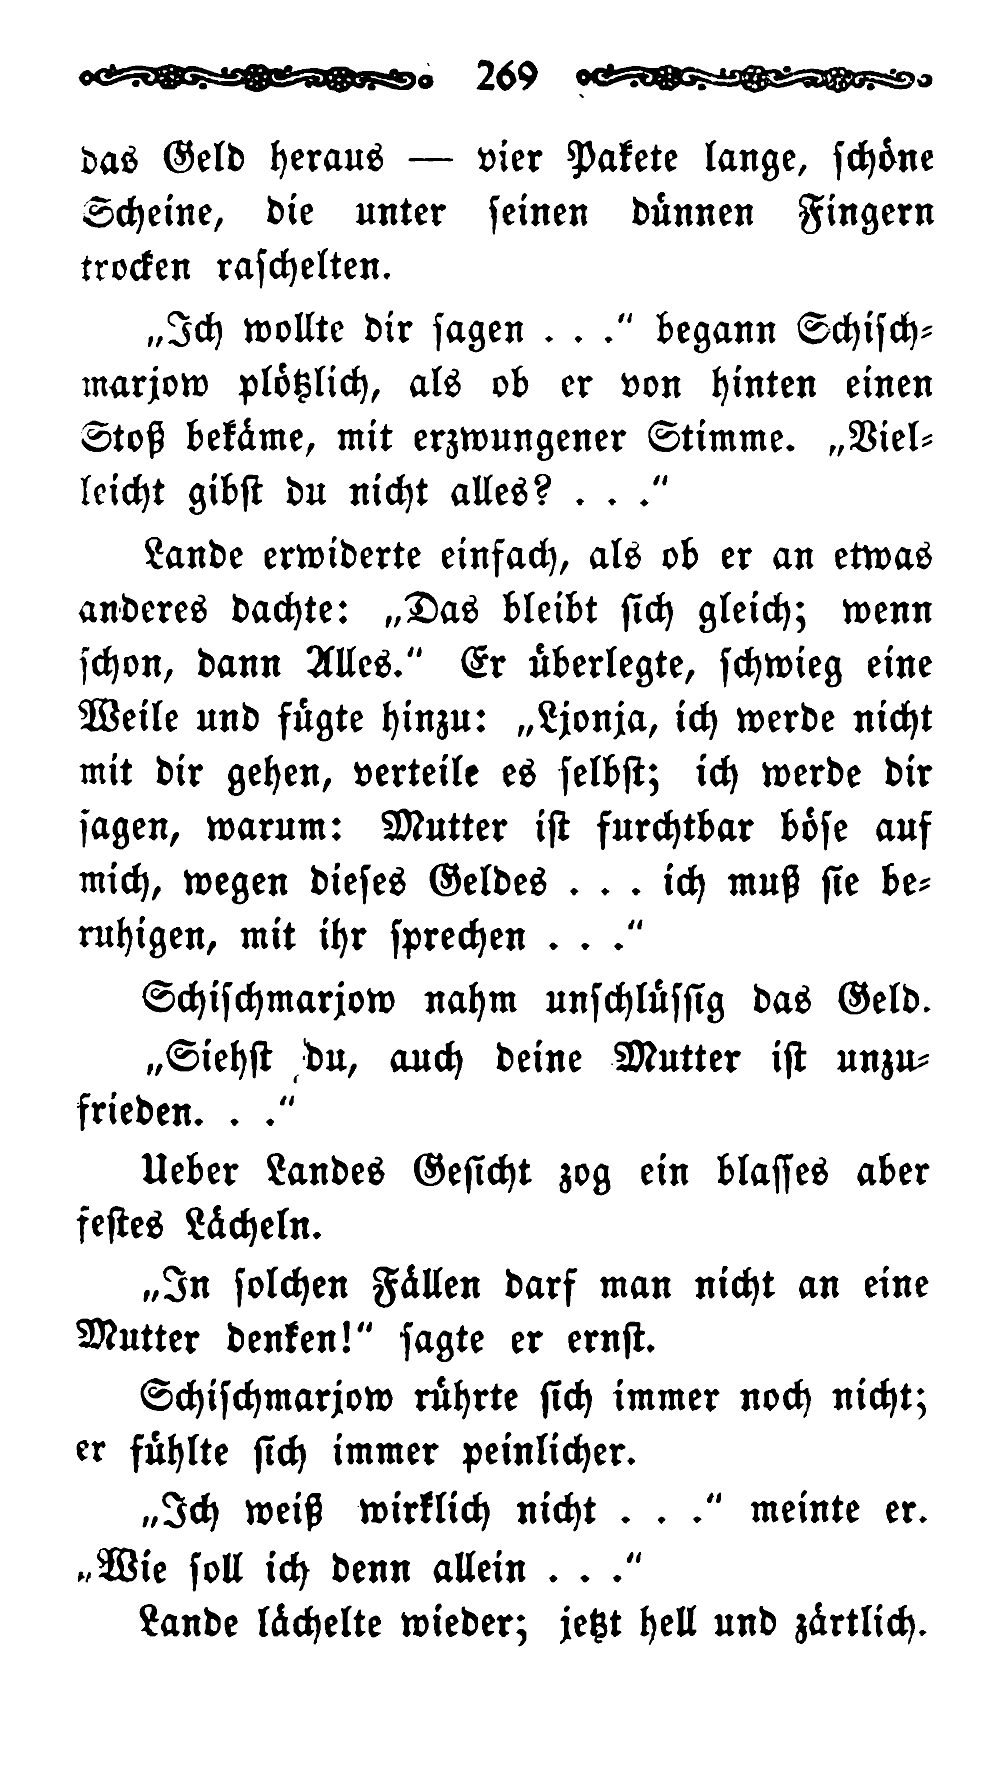 269
das Geld heraus — vier Pakete lange, schöne
Scheine, die unter seinen dünnen Fingern
trocken raschelten.
„Ich wollte dir sagen . . .“ begann Schisch-
marjow plötzlich, als ob er von hinten einen
Stoß bekäme, mit erzwungener Stimme. „Viel-
leicht gibst du nicht alles? . . .“
Lande erwiderte einfach, als ob er an etwas
anderes dachte: „Das bleibt sich gleich; wenn
schon, dann Alles.“ Er überlegte, schwieg eine
Weile und fügte hinzu: „Ljonja, ich werde nicht
mit dir gehen, verteile es selbst; ich werde dir
sagen, warum: Mutter ist furchtbar böse auf
mich, wegen dieses Geldes . . . ich muß sie be-
ruhigen, mit ihr sprechen . . .“
Schischmarjow nahm unschlüssig das Geld.
„Siehst du, auch deine Mutter ist unzu-
frieden. . .“
Ueber Landes Gesicht zog ein blasses aber
festes Lächeln.
„In solchen Fällen darf man nicht an eine
Mutter denken!“ sagte er ernst.
Schischmarjow rührte sich immer noch nicht;
er fühlte sich immer peinlicher.
„Ich weiß wirklich nicht . . .“ meinte er.
„Wie soll ich denn allein . . .“
Lande lächelte wieder; jetzt hell und zärtlich.